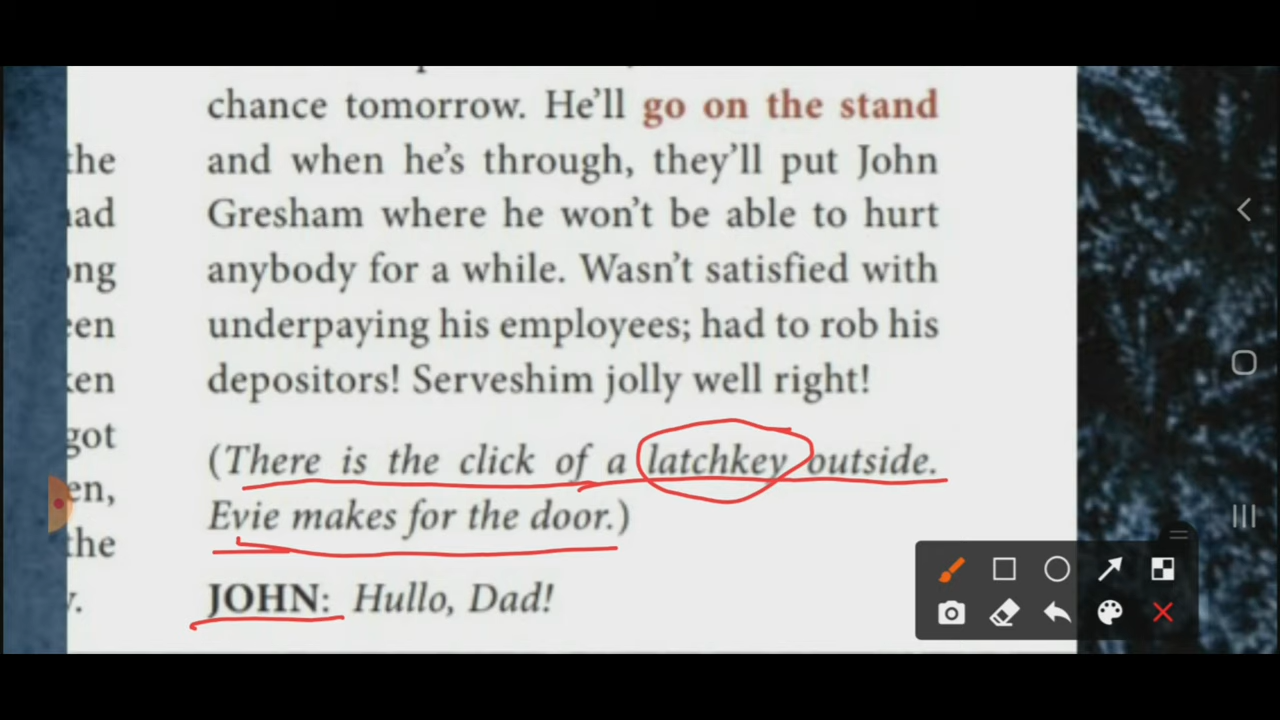 chance tomorrow. He'll go on the stand
and when he's through, they'll put John
Gresham where he won't be able to hurt
anybody for a while. Wasn't satisfied with
underpaying his employees; had to rob his
depositors! Serveshim jolly well right!
(There is the click of a latchkey outside.
Evie makes for the door.)
JOHN: Hullo, Dad!
the
got
the